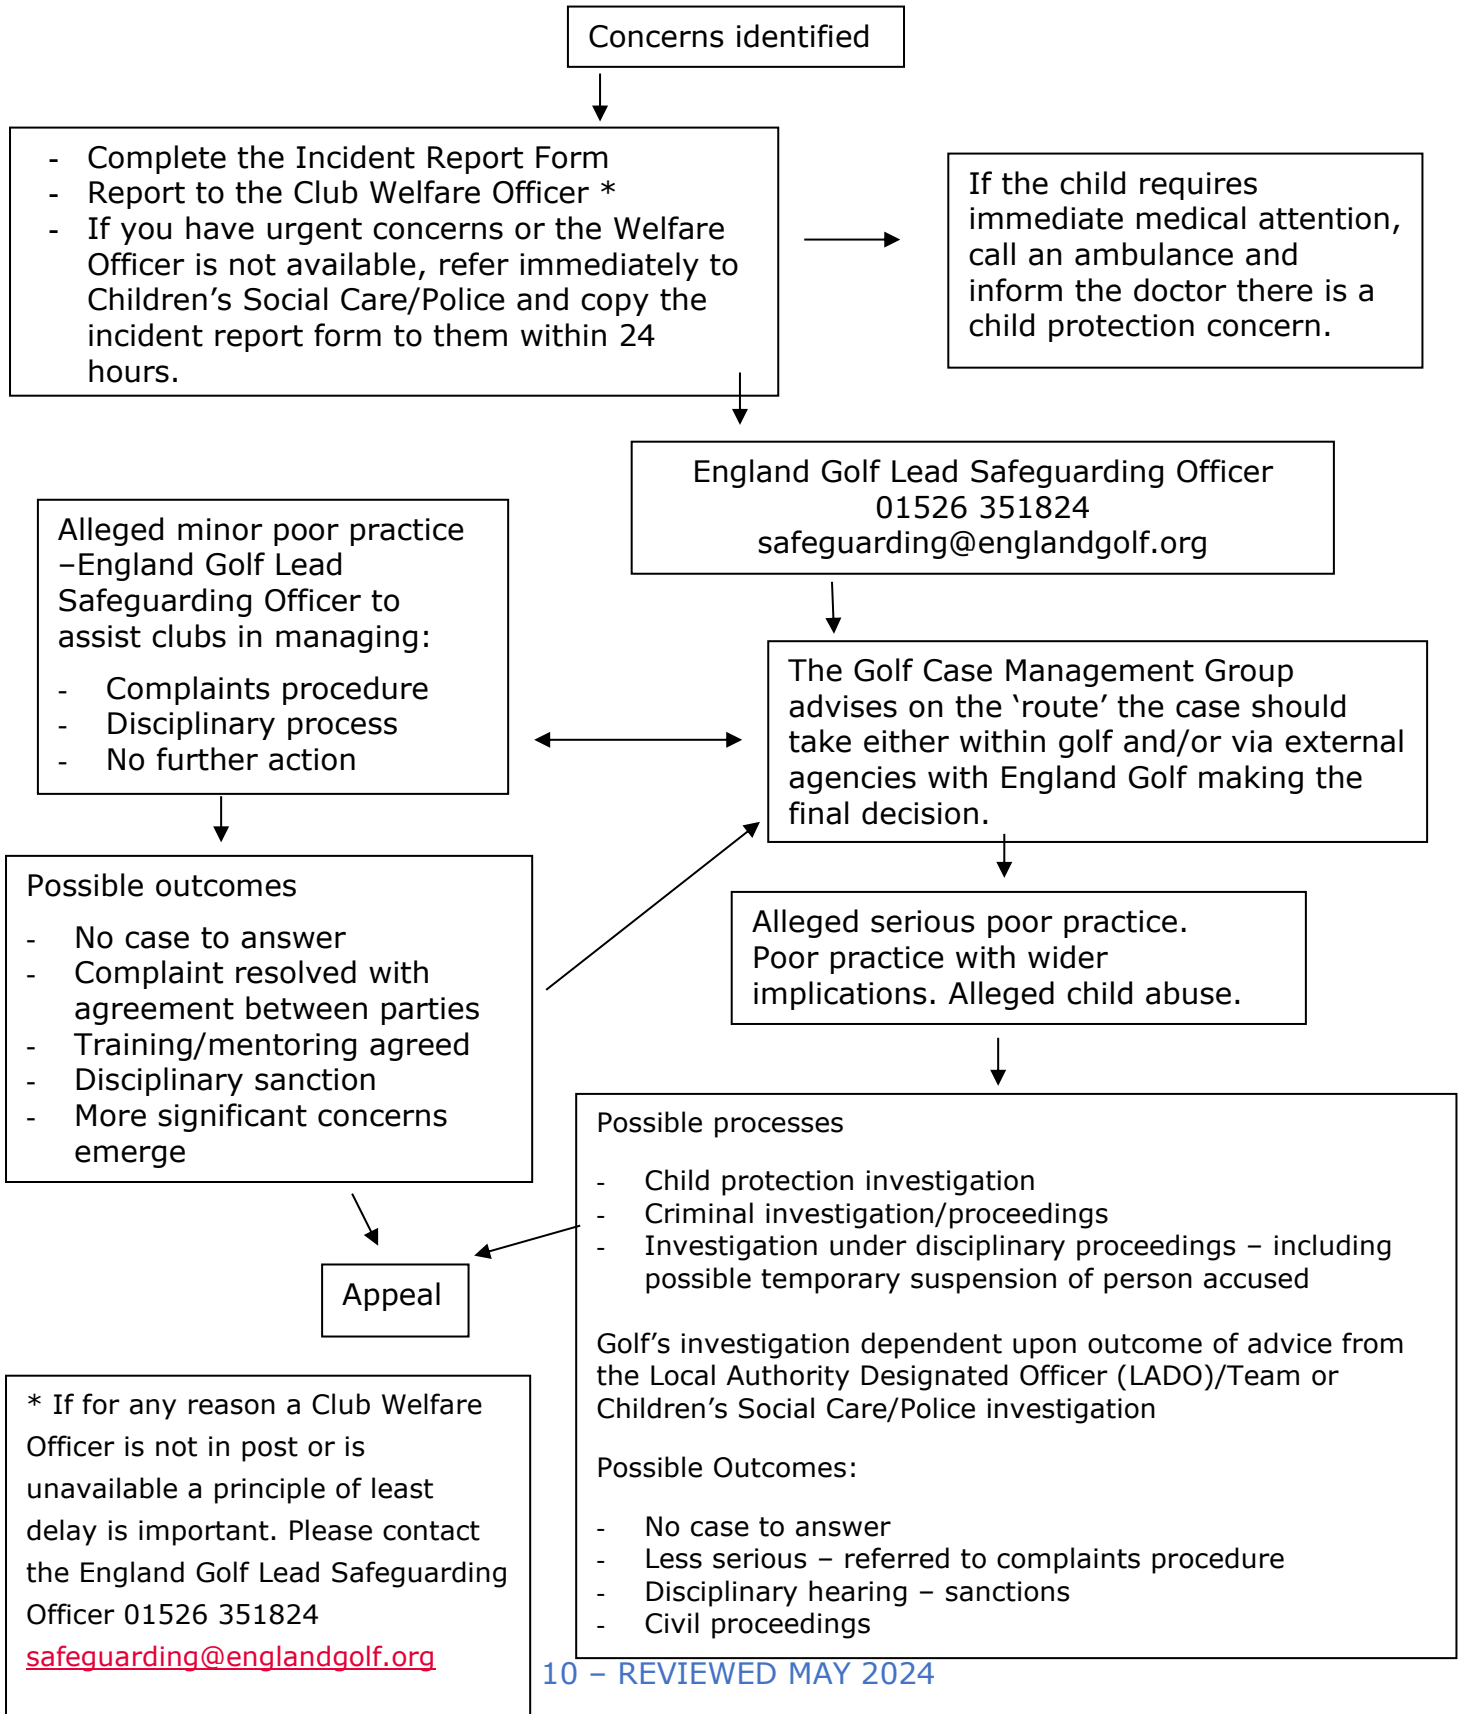 Concerns identified
- Complete the Incident Report Form
- Report to the Club Welfare Officer *
- If you have urgent concerns or the Welfare
Officer is not available, refer immediately to
Children’s Social Care/Police and copy the
incident report form to them within 24
hours.
If the child requires
immediate medical attention,
call an ambulance and
inform the doctor there is a
child protection concern.
England Golf Lead Safeguarding Officer
01526 351824
safeguarding@englandgolf.org
Alleged minor poor practice
–England Golf Lead
Safeguarding Officer to
assist clubs in managing:
- Complaints procedure
- Disciplinary process
- No further action
The Golf Case Management Group
advises on the ‘route’ the case should
take either within golf and/or via external
agencies with England Golf making the
final decision.
Possible outcomes
- No case to answer
- Complaint resolved with
agreement between parties
- Training/mentoring agreed
- Disciplinary sanction
- More significant concerns
emerge
Alleged serious poor practice.
Poor practice with wider
implications. Alleged child abuse.
Possible processes
- Child protection investigation
- Criminal investigation/proceedings
- Investigation under disciplinary proceedings – including
possible temporary suspension of person accused
Golf’s investigation dependent upon outcome of advice from
the Local Authority Designated Officer (LADO)/Team or
Children’s Social Care/Police investigation
Possible Outcomes:
- No case to answer
- Less serious – referred to complaints procedure
- Disciplinary hearing – sanctions
- Civil proceedings
Appeal
* If for any reason a Club Welfare
Officer is not in post or is
unavailable a principle of least
delay is important. Please contact
the England Golf Lead Safeguarding
Officer 01526 351824
safeguarding@englandgolf.org
10 – REVIEWED MAY 2024